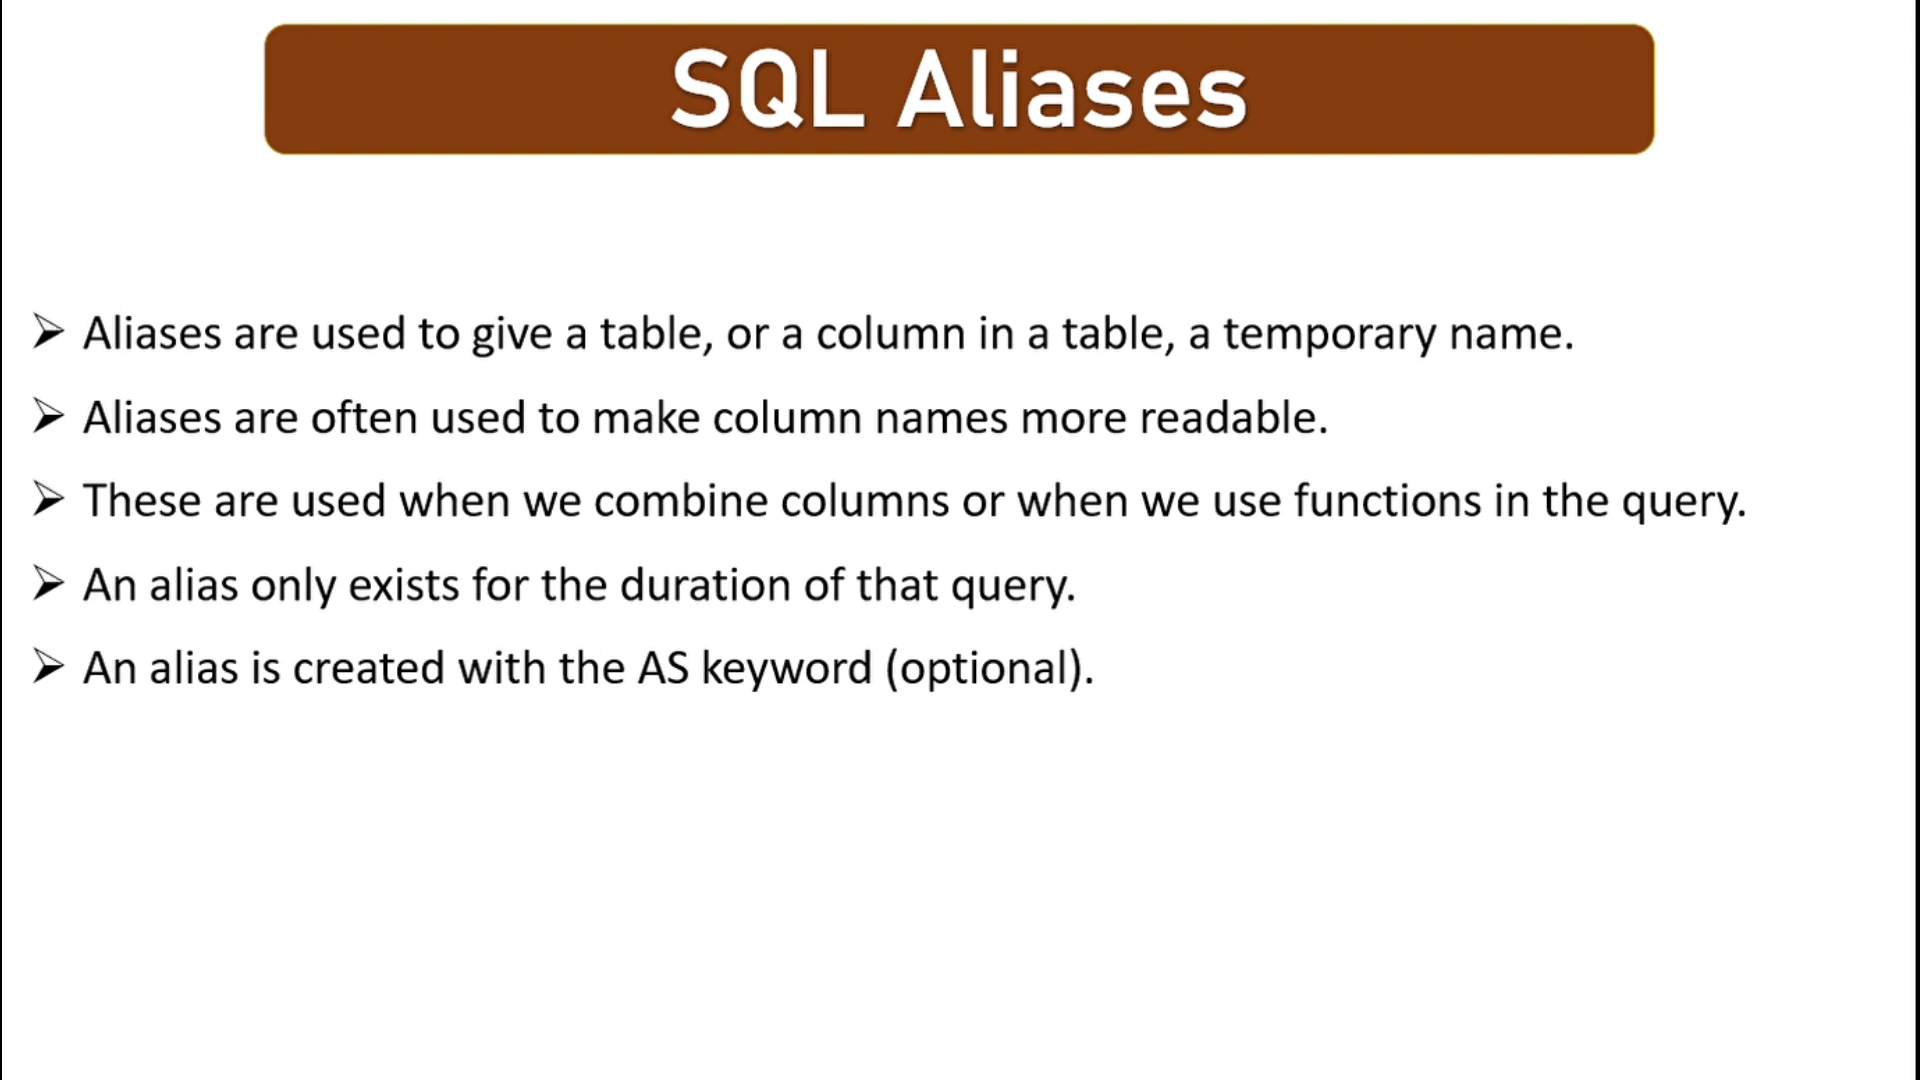 SQL Aliases
➢ Aliases are used to give a table, or a column in a table, a temporary name.
➢ Aliases are often used to make column names more readable.
➢ These are used when we combine columns or when we use functions in the query.
➢ An alias only exists for the duration of that query.
➢ An alias is created with the AS keyword (optional).